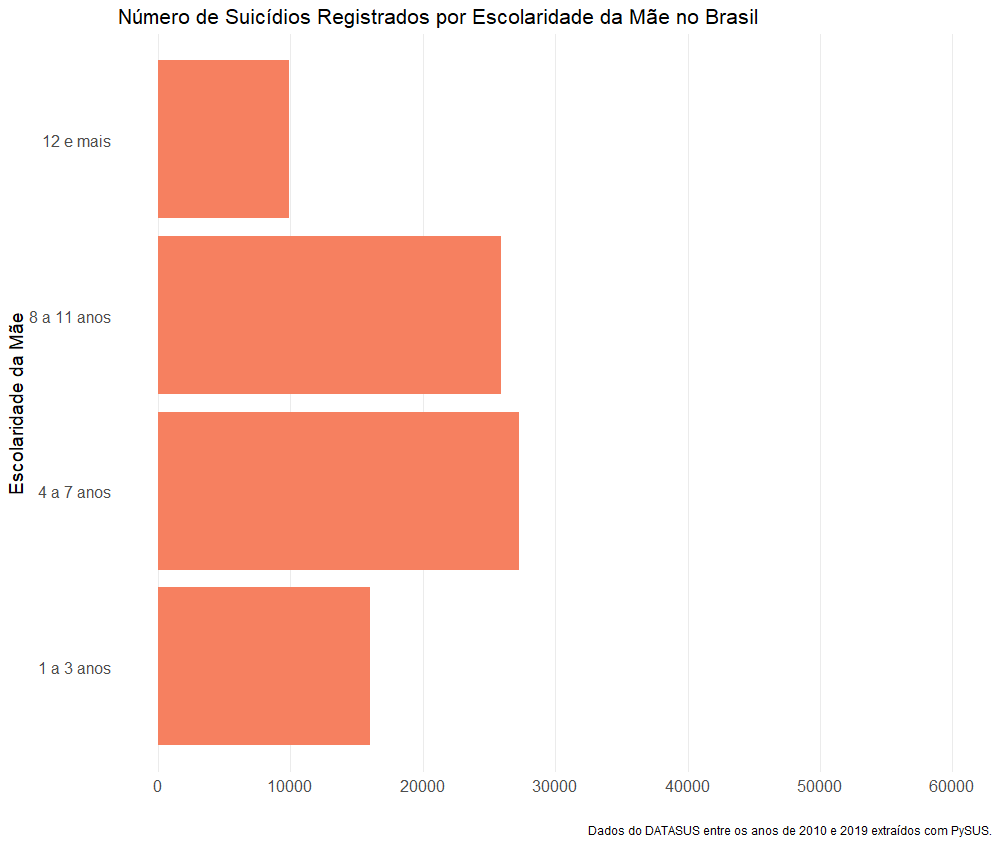 Número de Suicídios Registrados por Escolaridade da Mãe no Brasil
Escolaridade da Mãe
12 e mais
8 a 11 anos
4 a 7 anos
1 a 3 anos
0 10000 20000 30000 40000 50000 60000
Dados do DATASUS entre os anos de 2010 e 2019 extraídos com PySUS.